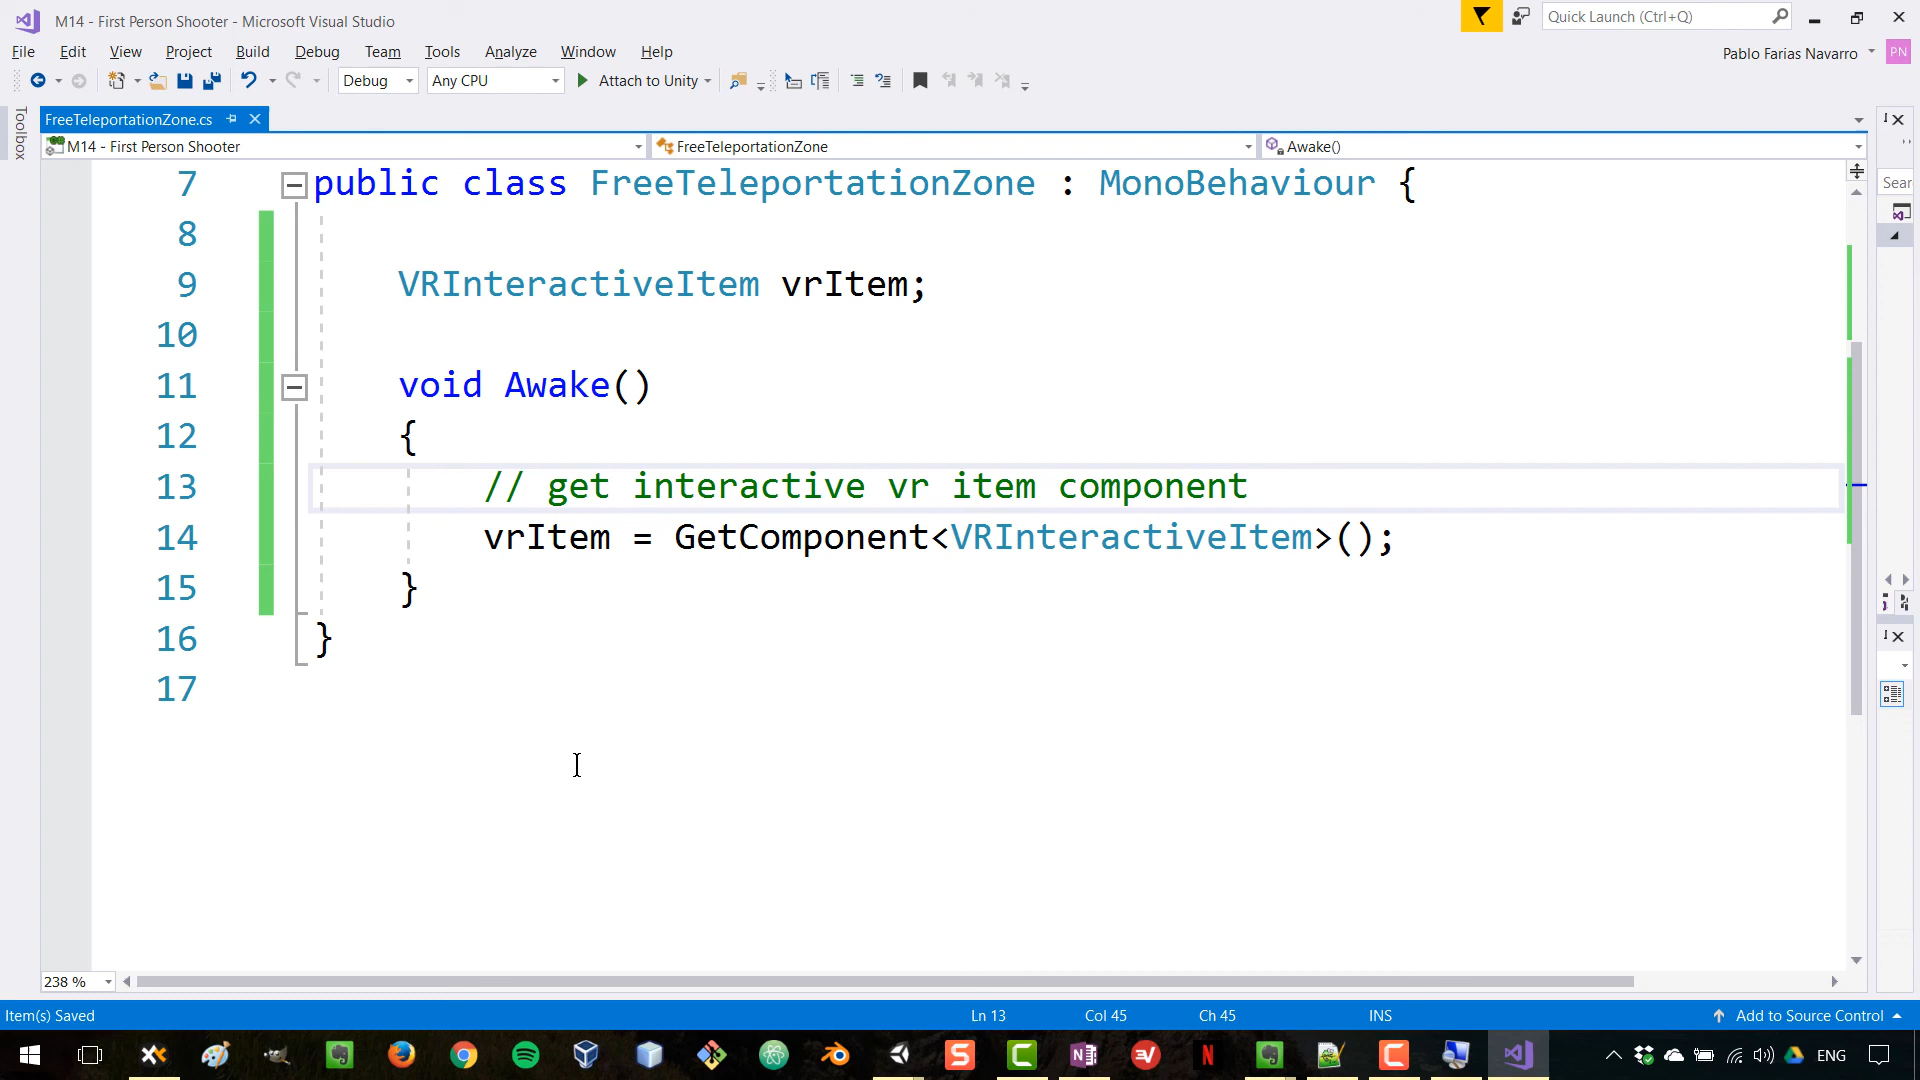 M14 - First Person Shooter - Microsoft Visual Studio
Quick Launch (Ctrl+Q)
File Edit View Project Build Debug Team Tools Analyze Window Help
Pablo Farias Navarro PN
Debug Any CPU Attach to Unity
Toolbox
FreeTeleportationZone.cs
M14 - First Person Shooter FreeTeleportationZone Awake()
Sear
7 public class FreeTeleportationZone : MonoBehaviour {
8
9 VRInteractiveItem vrItem;
10
11 void Awake()
12 {
13 // get interactive vr item component
14 vrItem = GetComponent<VRInteractiveItem>();
15 }
16 }
17
238 %
Item(s) Saved Ln 13 Col 45 Ch 45 INS Add to Source Control
ENG